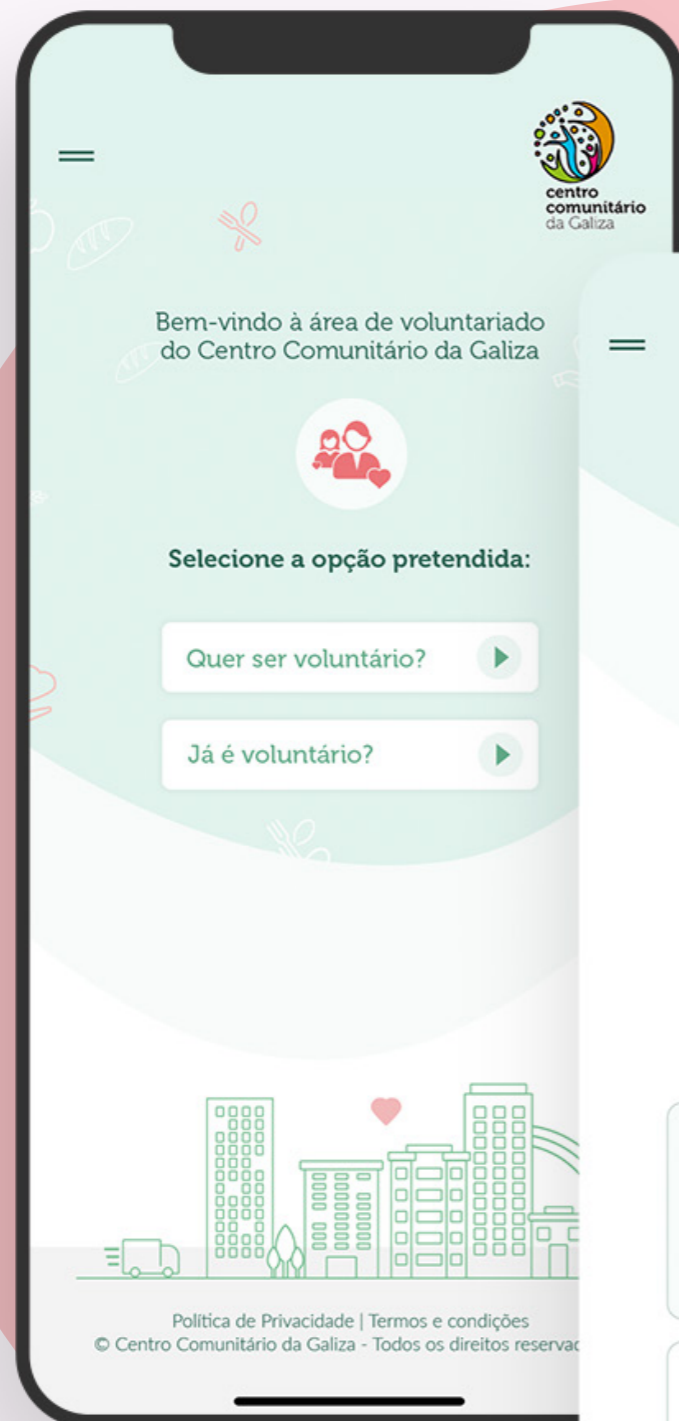 centro
comunitário
da Galiza
Bem-vindo à área de voluntariado
do Centro Comunitário da Galiza
Selecione a opção pretendida:
Quer ser voluntário?
Já é voluntário?
Política de Privacidade | Termos e condições
© Centro Comunitário da Galiza - Todos os direitos reservad